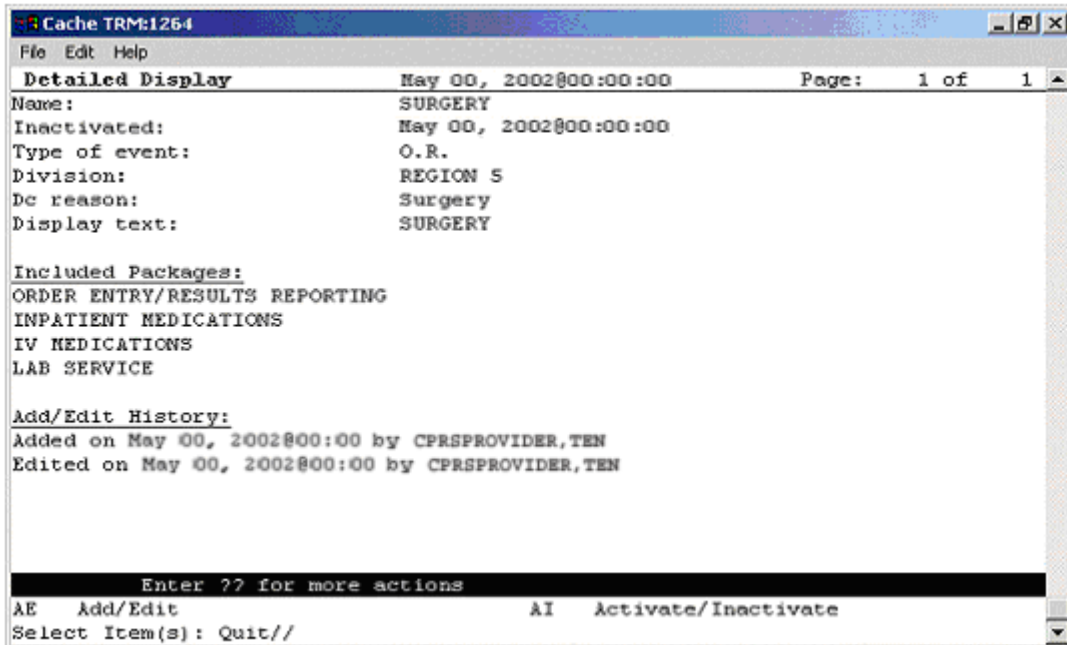 Cache TRM:1264
File Edit Help
Detailed Display May 00, 2002@00:00:00 Page: 1 of 1
Name: SURGERY
Inactivated: May 00, 2002@00:00:00
Type of event: O.R.
Division: REGION 5
Dc reason: Surgery
Display text: SURGERY
Included Packages:
ORDER ENTRY/RESULTS REPORTING
INPATIENT MEDICATIONS
IV MEDICATIONS
LAB SERVICE
Add/Edit History:
Added on May 00, 2002@00:00 by CPRSPROVIDER,TEN
Edited on May 00, 2002@00:00 by CPRSPROVIDER,TEN
Enter ?? for more actions
AE Add/Edit AI Activate/Inactivate
Select Item(s): Quit//